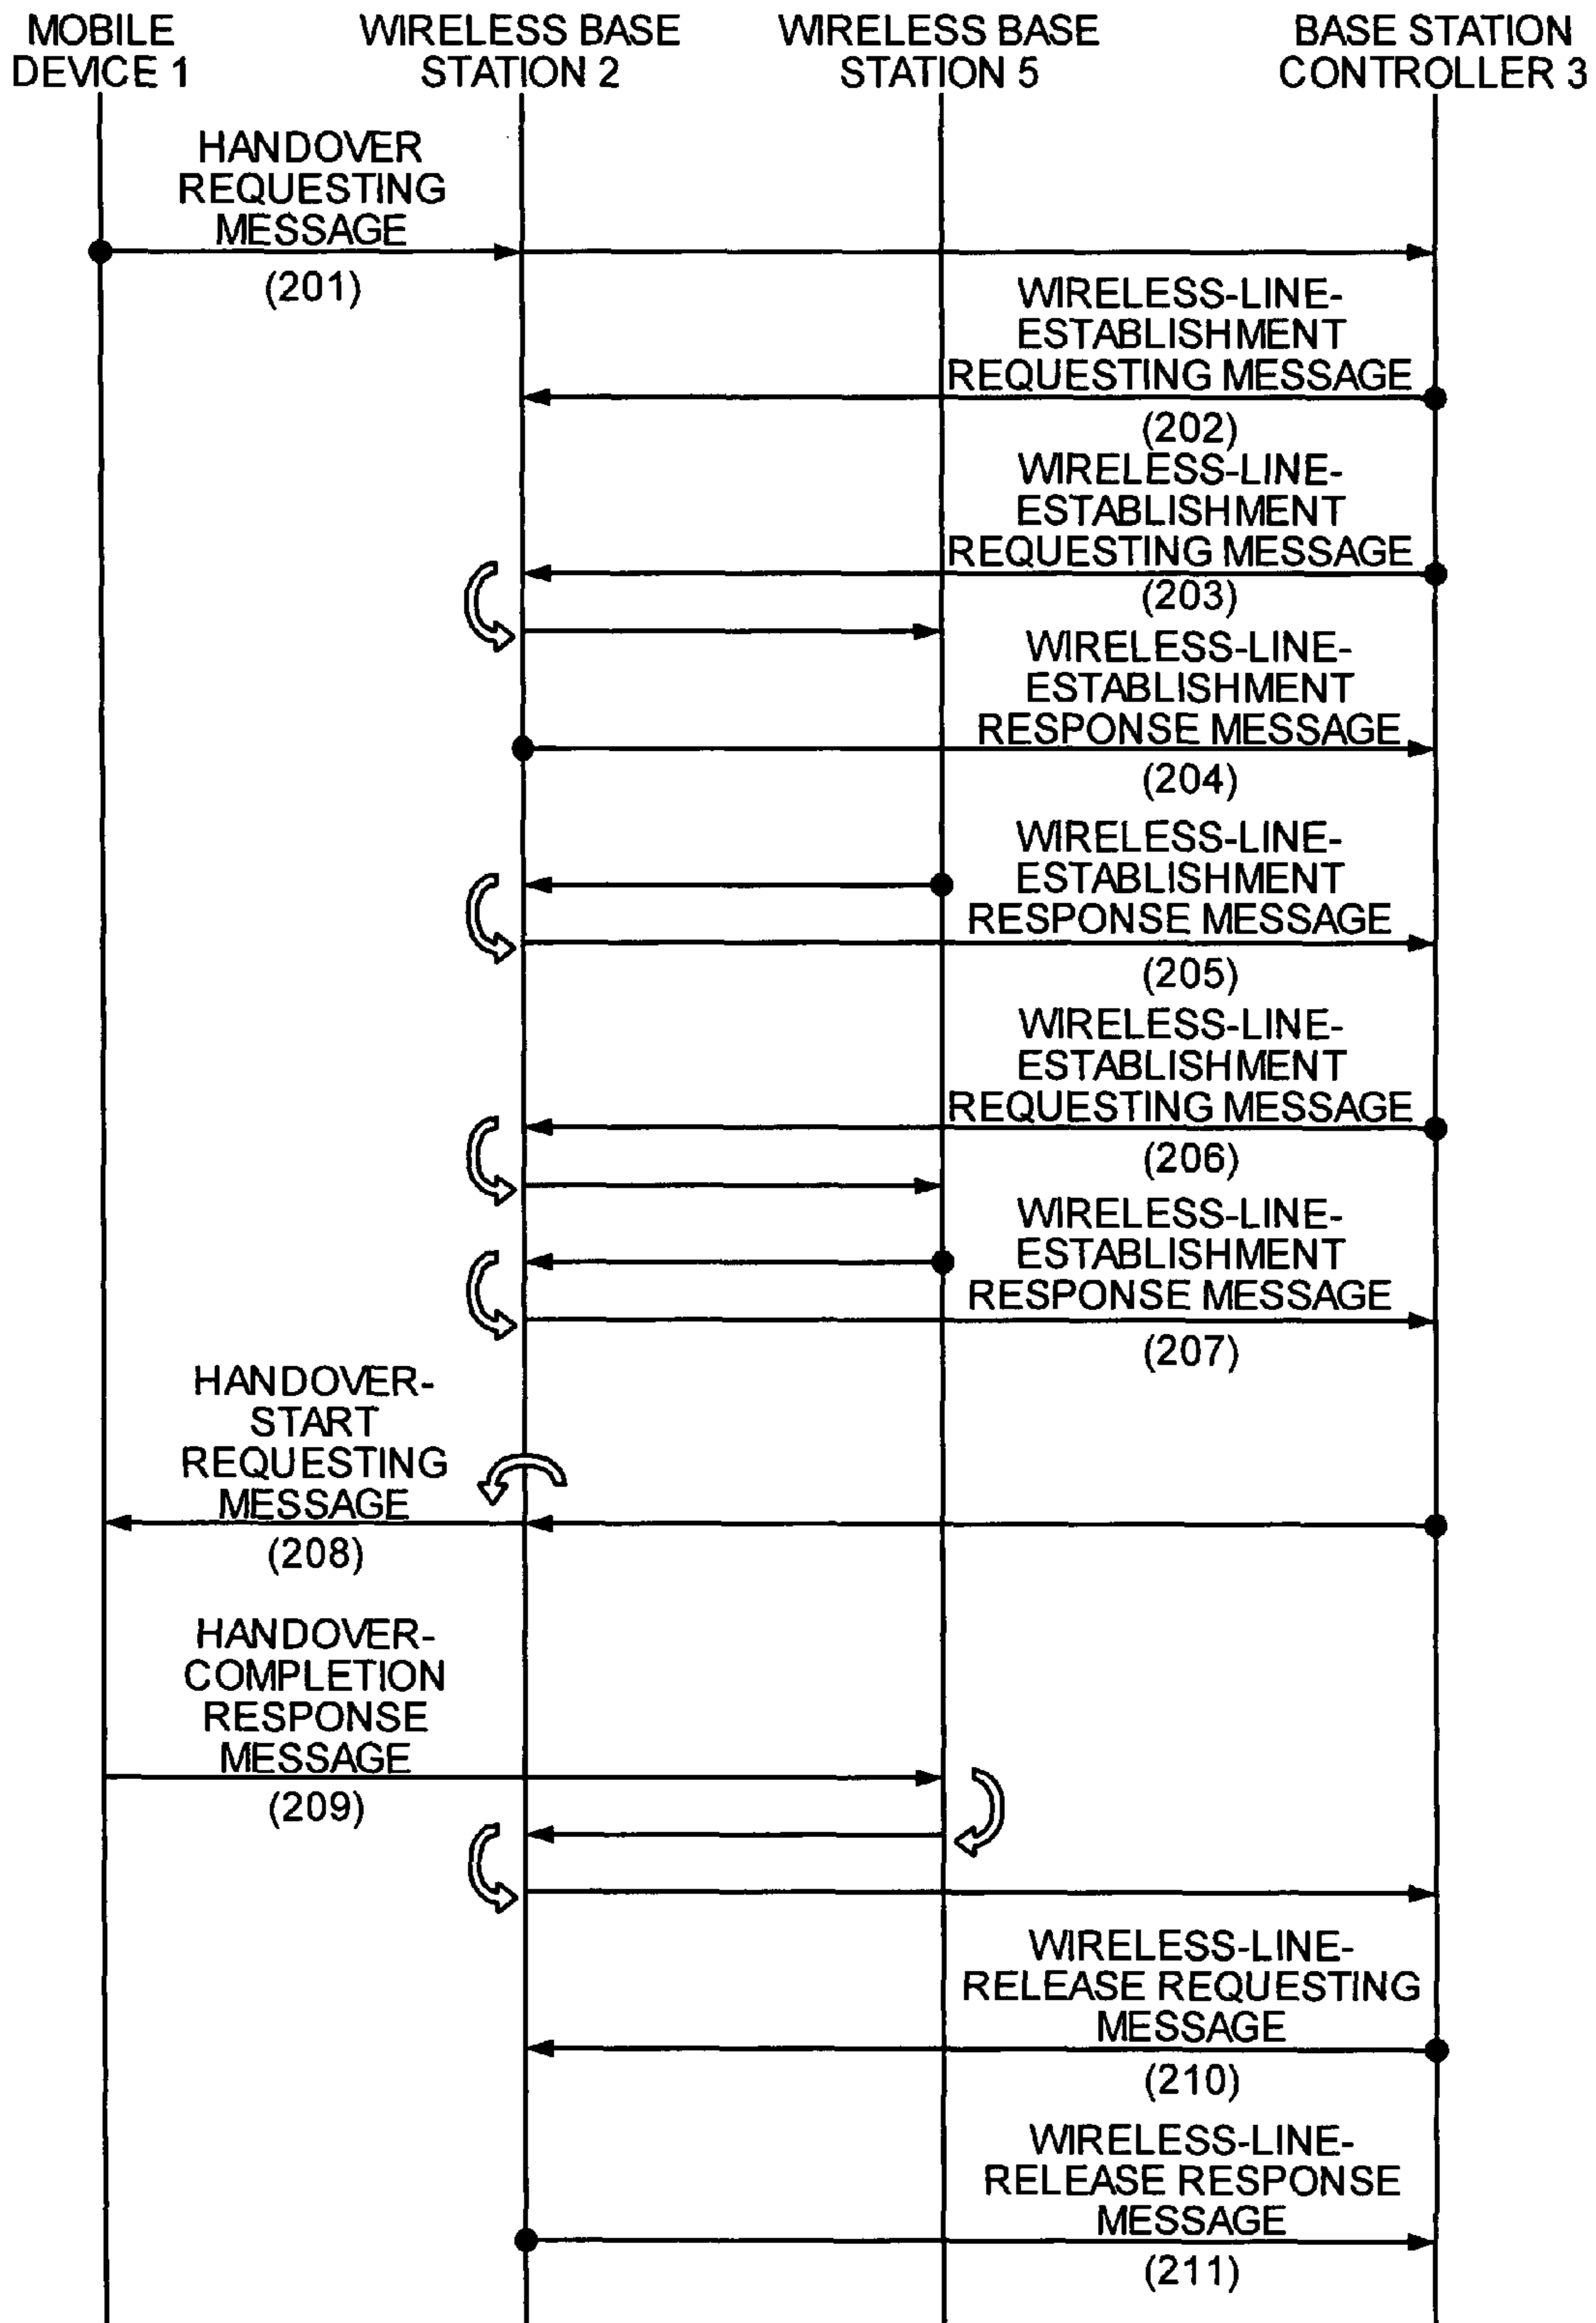 MOBILE
DEVICE 1
WIRELESS BASE
STATION 2
WIRELESS BASE
STATION 5
BASE STATION
CONTROLLER 3
HANDOVER
REQUESTING
MESSAGE
(201)
WIRELESS-LINE-
ESTABLISHMENT
REQUESTING MESSAGE
(202)
WIRELESS-LINE-
ESTABLISHMENT
REQUESTING MESSAGE
(203)
WIRELESS-LINE-
ESTABLISHMENT
RESPONSE MESSAGE
(204)
WIRELESS-LINE-
ESTABLISHMENT
RESPONSE MESSAGE
(205)
WIRELESS-LINE-
ESTABLISHMENT
REQUESTING MESSAGE
(206)
WIRELESS-LINE-
ESTABLISHMENT
RESPONSE MESSAGE
(207)
HANDOVER-
START
REQUESTING
MESSAGE
(208)
HANDOVER-
COMPLETION
RESPONSE
MESSAGE
(209)
WIRELESS-LINE-
RELEASE REQUESTING
MESSAGE
(210)
WIRELESS-LINE-
RELEASE RESPONSE
MESSAGE
(211)